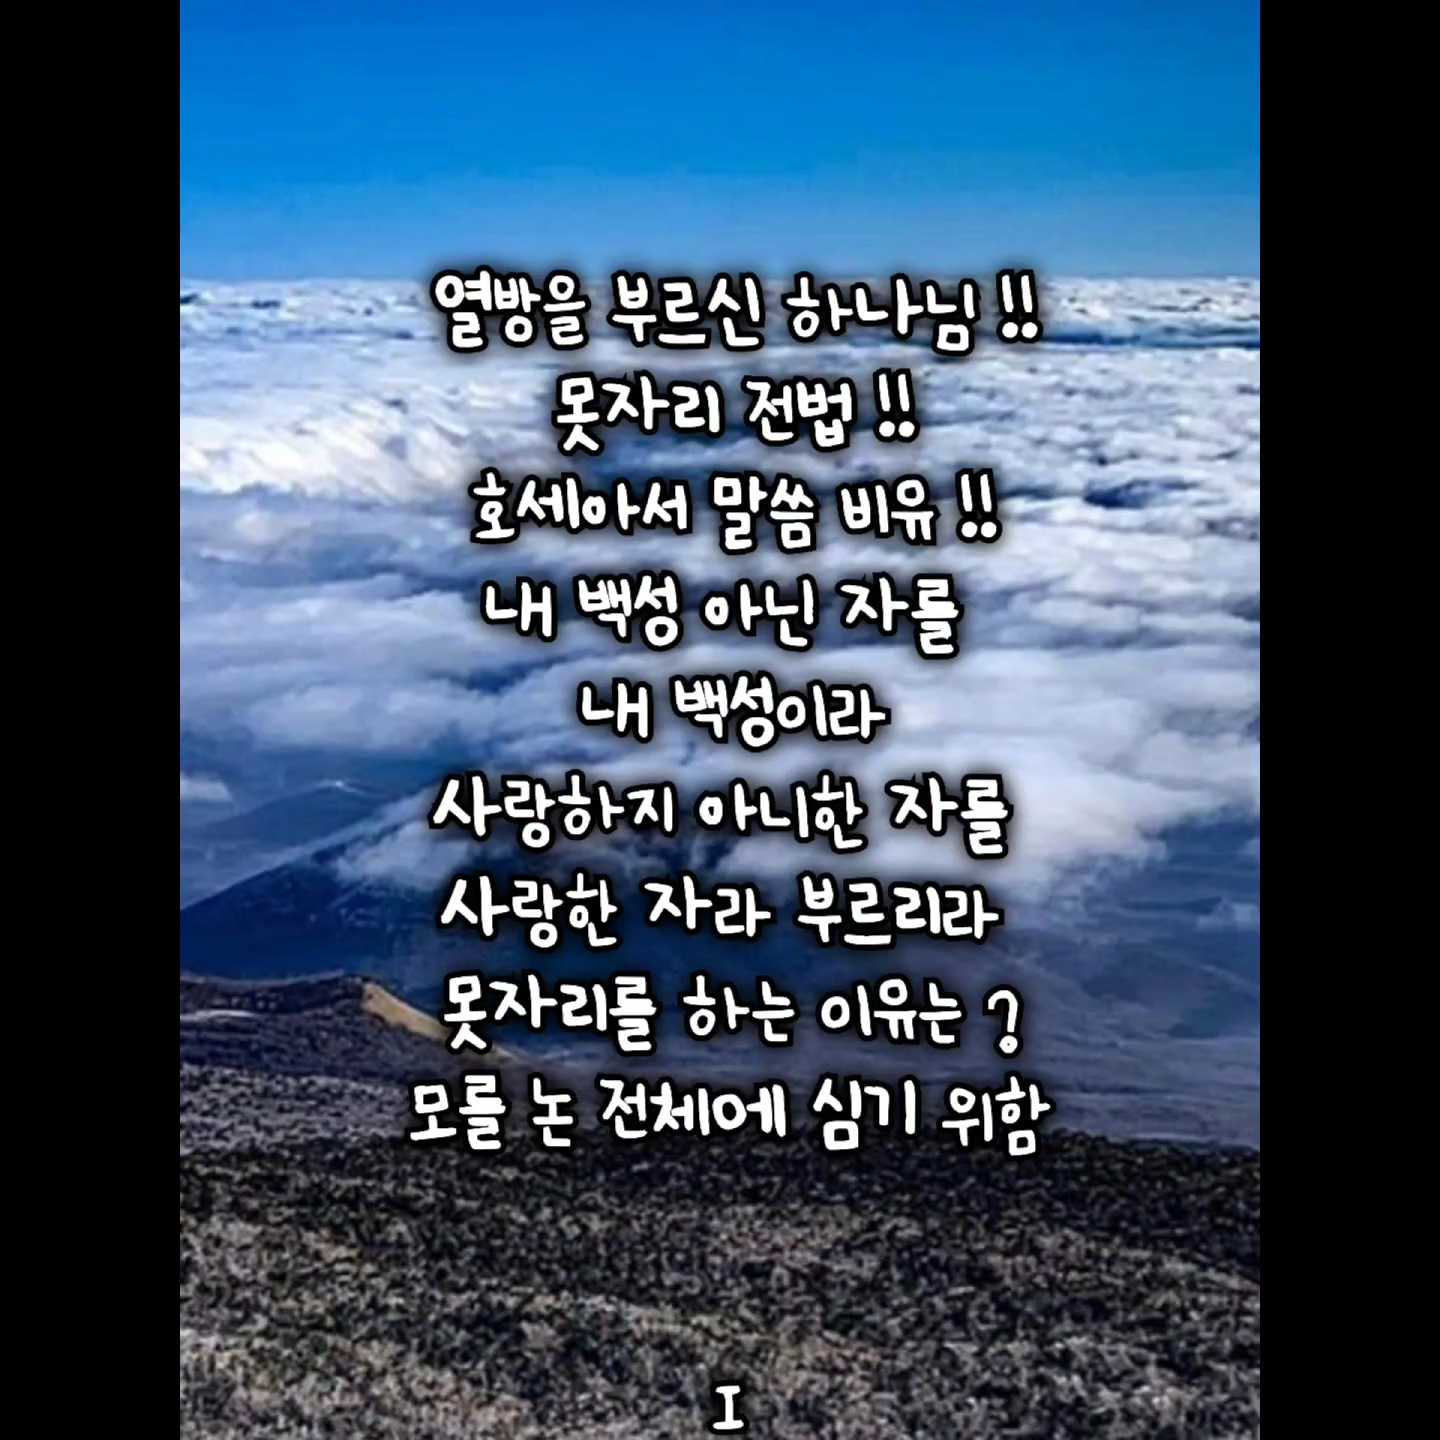 열방을 부르신 하나님 !!
못자리 전법 !!
호세아서 말씀 비유 !!
내 백성 아닌 자를
내 백성이라
사랑하지 아니한 자를
사랑한 자라 부르리라
못자리를 하는 이유는 ?
모를 논 전체에 심기 위함
I